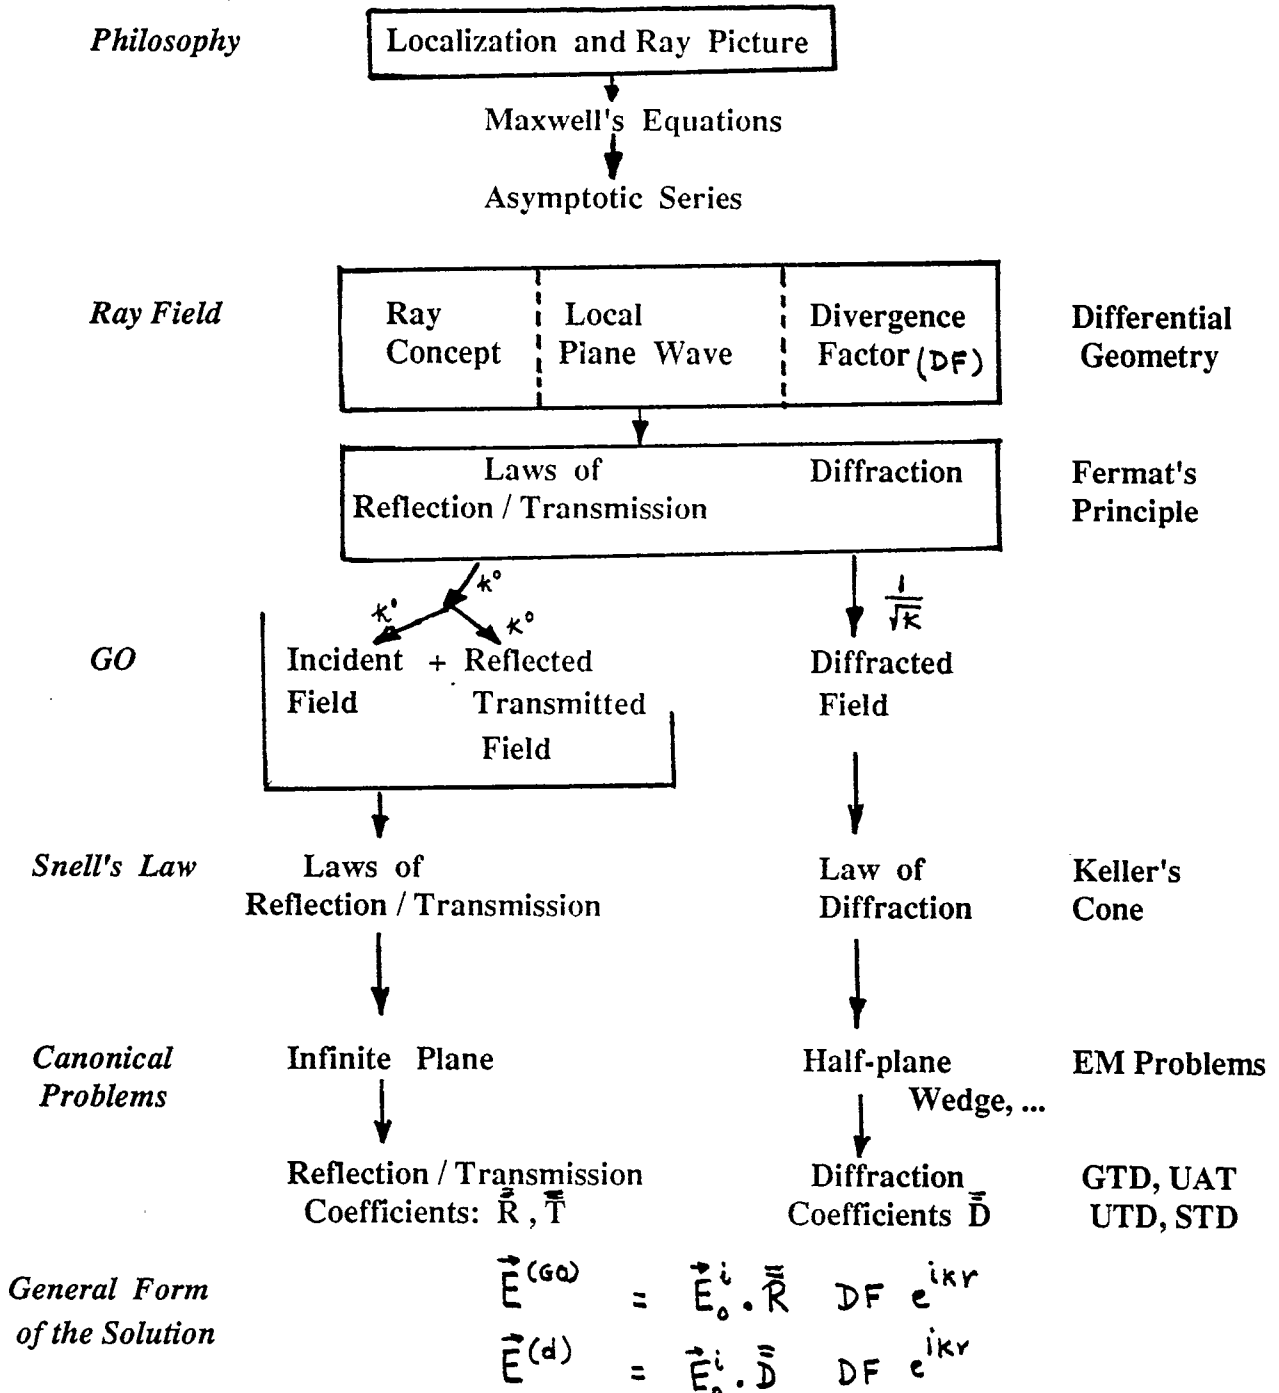 Philosophy
Localization and Ray Picture
Maxwell's Equations
Asymptotic Series
Ray Field
Ray
Concept
Local
Plane Wave
Divergence
Factor (DF)
Differential
Geometry
Laws of
Reflection / Transmission
Diffraction
Fermat's
Principle
k⁰
k⁰
k⁰
1/√k
GO
Incident + Reflected
Field Transmitted
Field
Diffracted
Field
Snell's Law
Laws of
Reflection / Transmission
Law of
Diffraction
Keller's
Cone
Canonical
Problems
Infinite Plane
Half-plane
Wedge, ...
EM Problems
Reflection / Transmission
Coefficients: R̿ , T̿
Diffraction
Coefficients D̿
GTD, UAT
UTD, STD
General Form
of the Solution
E⃗^(GO) = E⃗₀ⁱ . R̿ DF e^{ikr}
E⃗^(d) = E⃗₀ⁱ . D̿ DF e^{ikr}